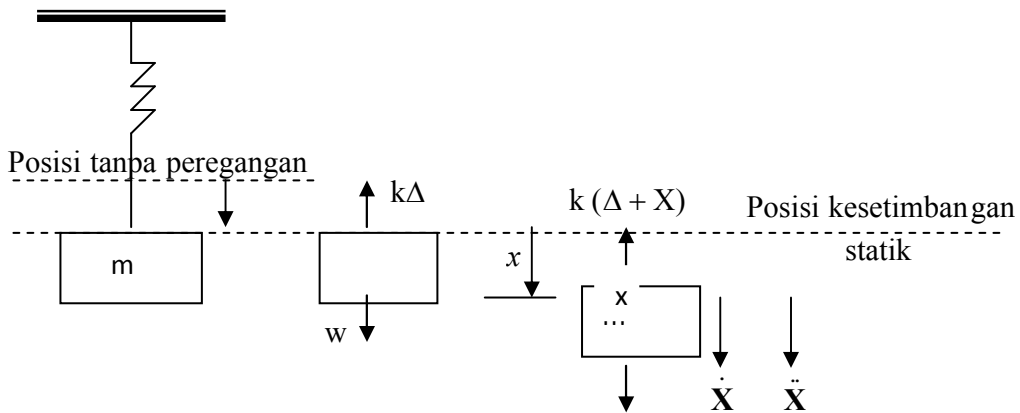 Posisi tanpa peregangan
kΔ
k (Δ + X)
Posisi kesetimbangan
statik
m
x
x
...
w
Ẋ
Ẍ